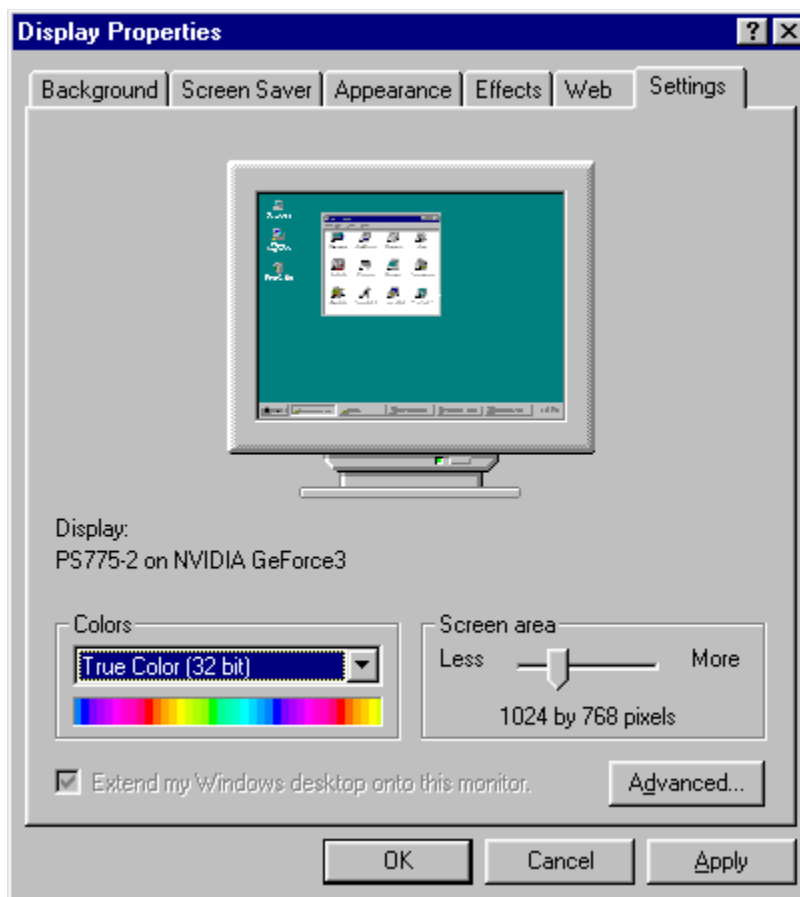 Display Properties
Background Screen Saver Appearance Effects Web Settings
Display:
PS775-2 on NVIDIA GeForce3
Colors
True Color (32 bit)
Screen area
Less More
1024 by 768 pixels
Extend my Windows desktop onto this monitor.
Advanced...
OK Cancel Apply